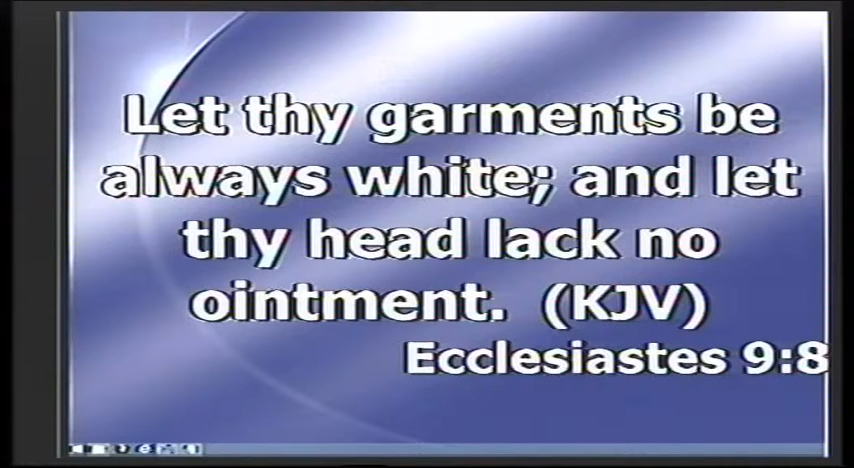 Let thy garments be
always white; and let
thy head lack no
ointment. (KJV)
Ecclesiastes 9:8